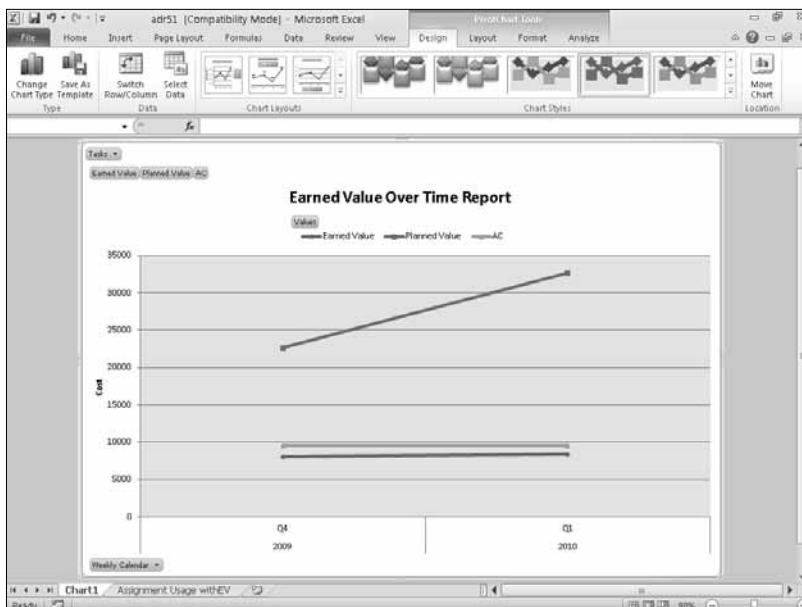 adr51 [Compatibility Mode] - Microsoft Excel
PivotChart Tools
File Home Insert Page Layout Formulas Data Review View Design Layout Format Analyze
Change Chart Type
Save As Template
Switch Row/Column
Select Data
Move Chart
Type Data Chart Layouts Chart Styles Location
fx
Tasks
Earned Value Planned Value AC
Earned Value Over Time Report
Values
Earned Value Planned Value AC
35000
30000
25000
20000
15000
10000
5000
0
Cost
Q4 Q1
2009 2010
Weekly Calendar
Chart1 Assignment Usage withEV
Ready 90%